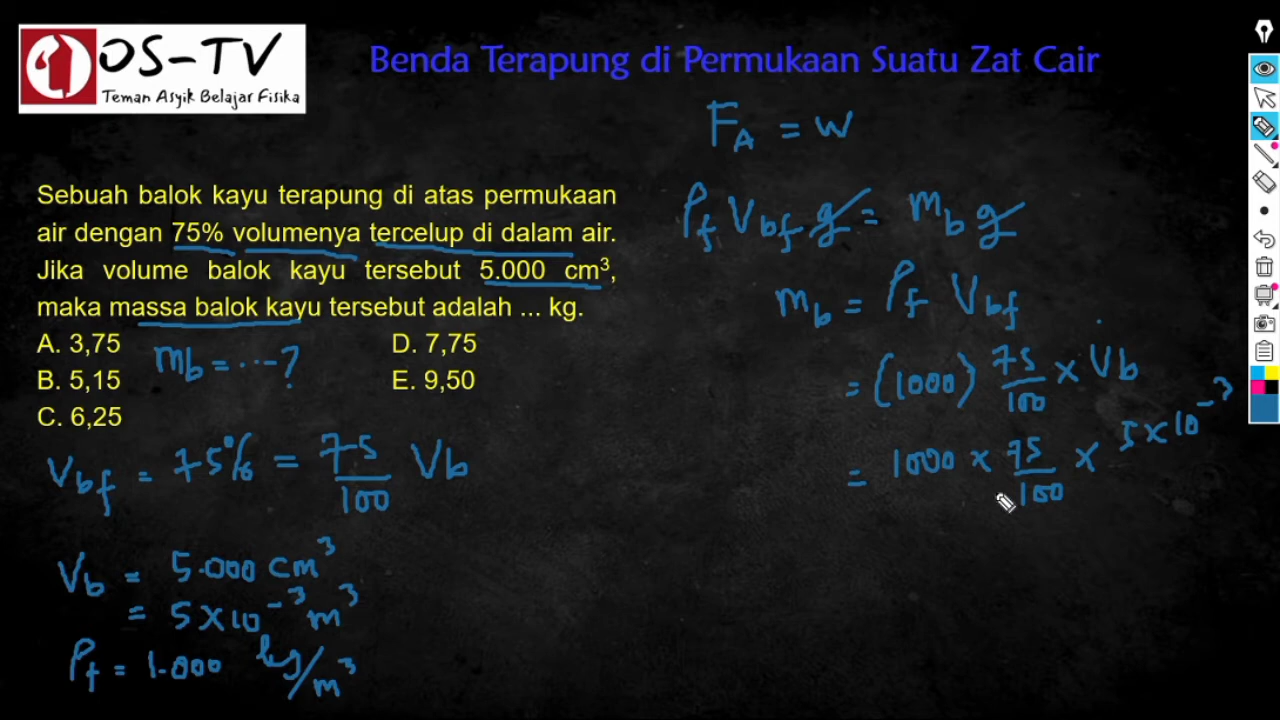 OS-TV
Teman Asyik Belajar Fisika
Benda Terapung di Permukaan Suatu Zat Cair
Sebuah balok kayu terapung di atas permukaan
air dengan 75% volumenya tercelup di dalam air.
Jika volume balok kayu tersebut 5.000 cm³,
maka massa balok kayu tersebut adalah ... kg.
A. 3,75
D. 7,75
B. 5,15
E. 9,50
C. 6,25
mb = ...-?
Vbf = 75% = 75/100 Vb
Vb = 5.000 cm³
= 5 x 10⁻³ m³
ρf = 1.000 kg/m³
FA = w
ρf Vbf g = mb g
mb = ρf Vbf
= (1000) 75/100 x Vb
= 1000 x 75/100 x 5 x 10⁻³